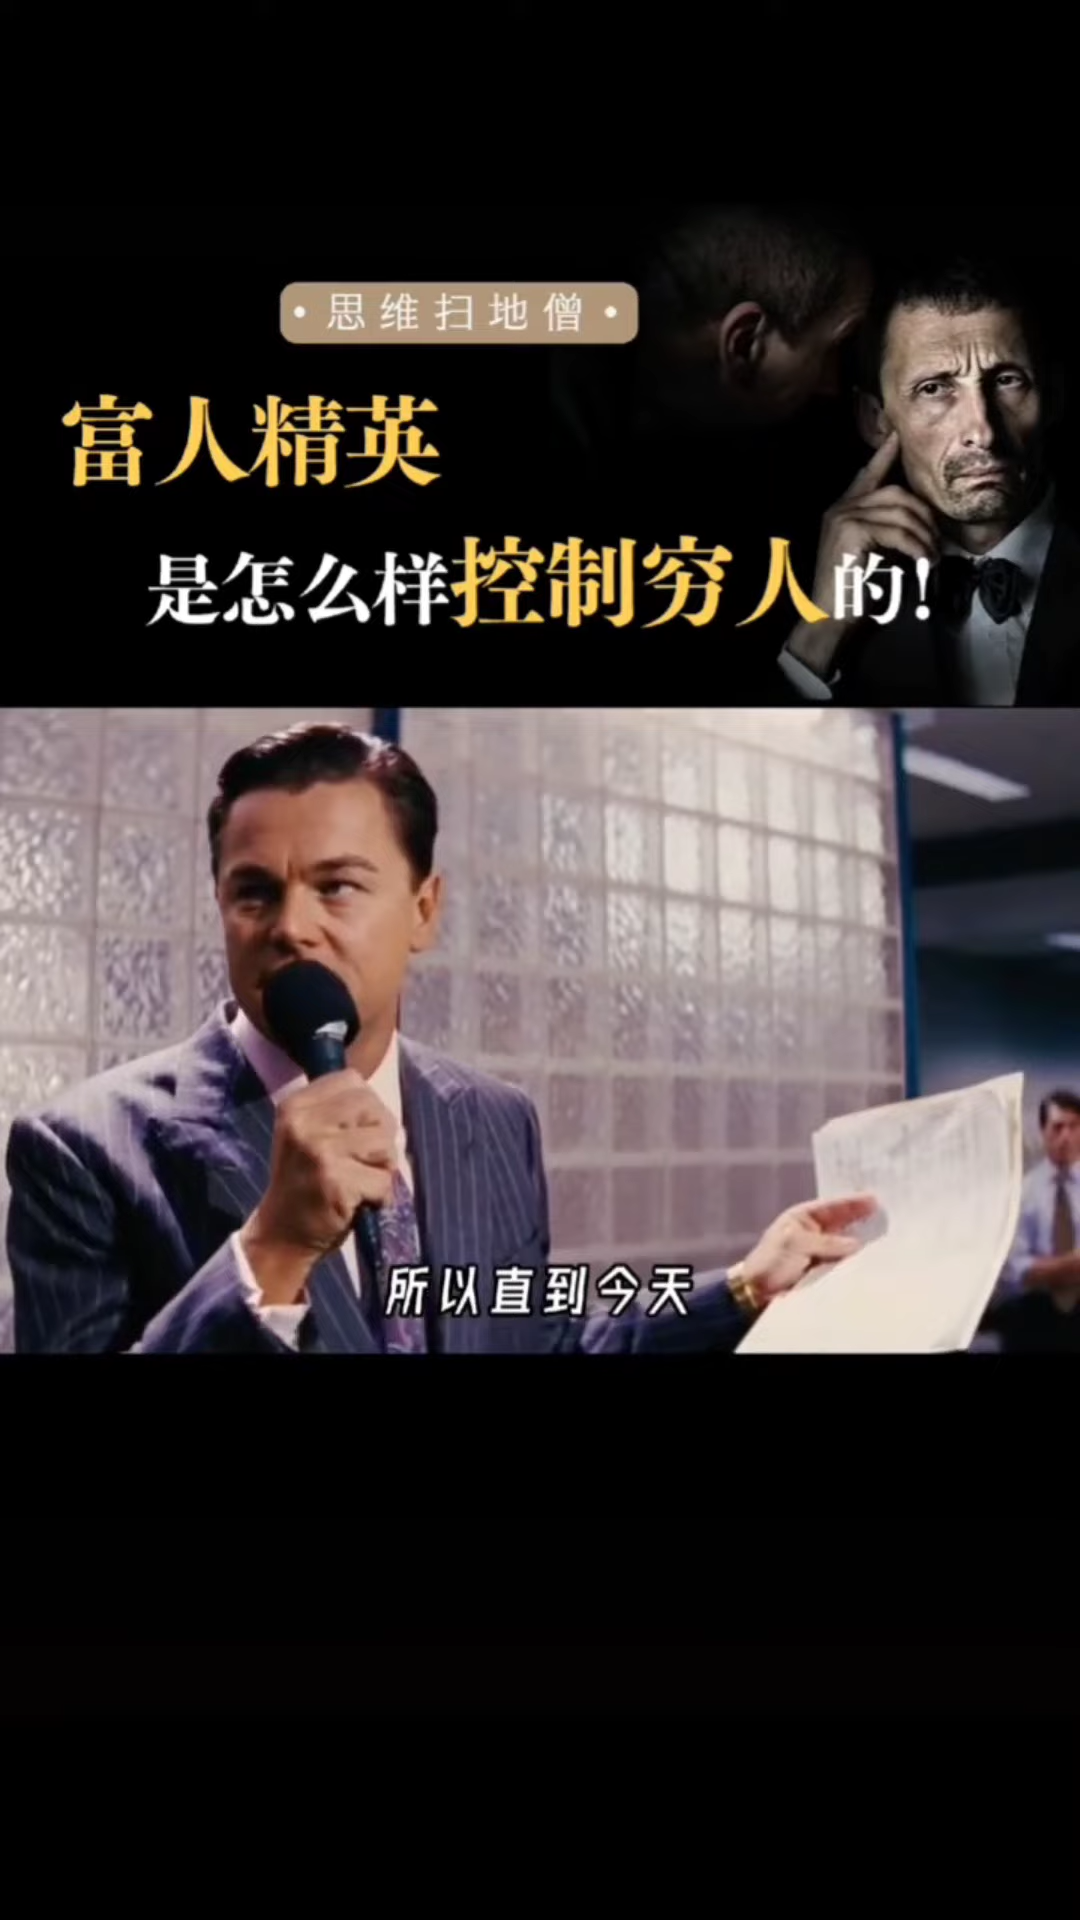 ·思维扫地僧·
富人精英
是怎么样控制穷人的!
所以直到今天